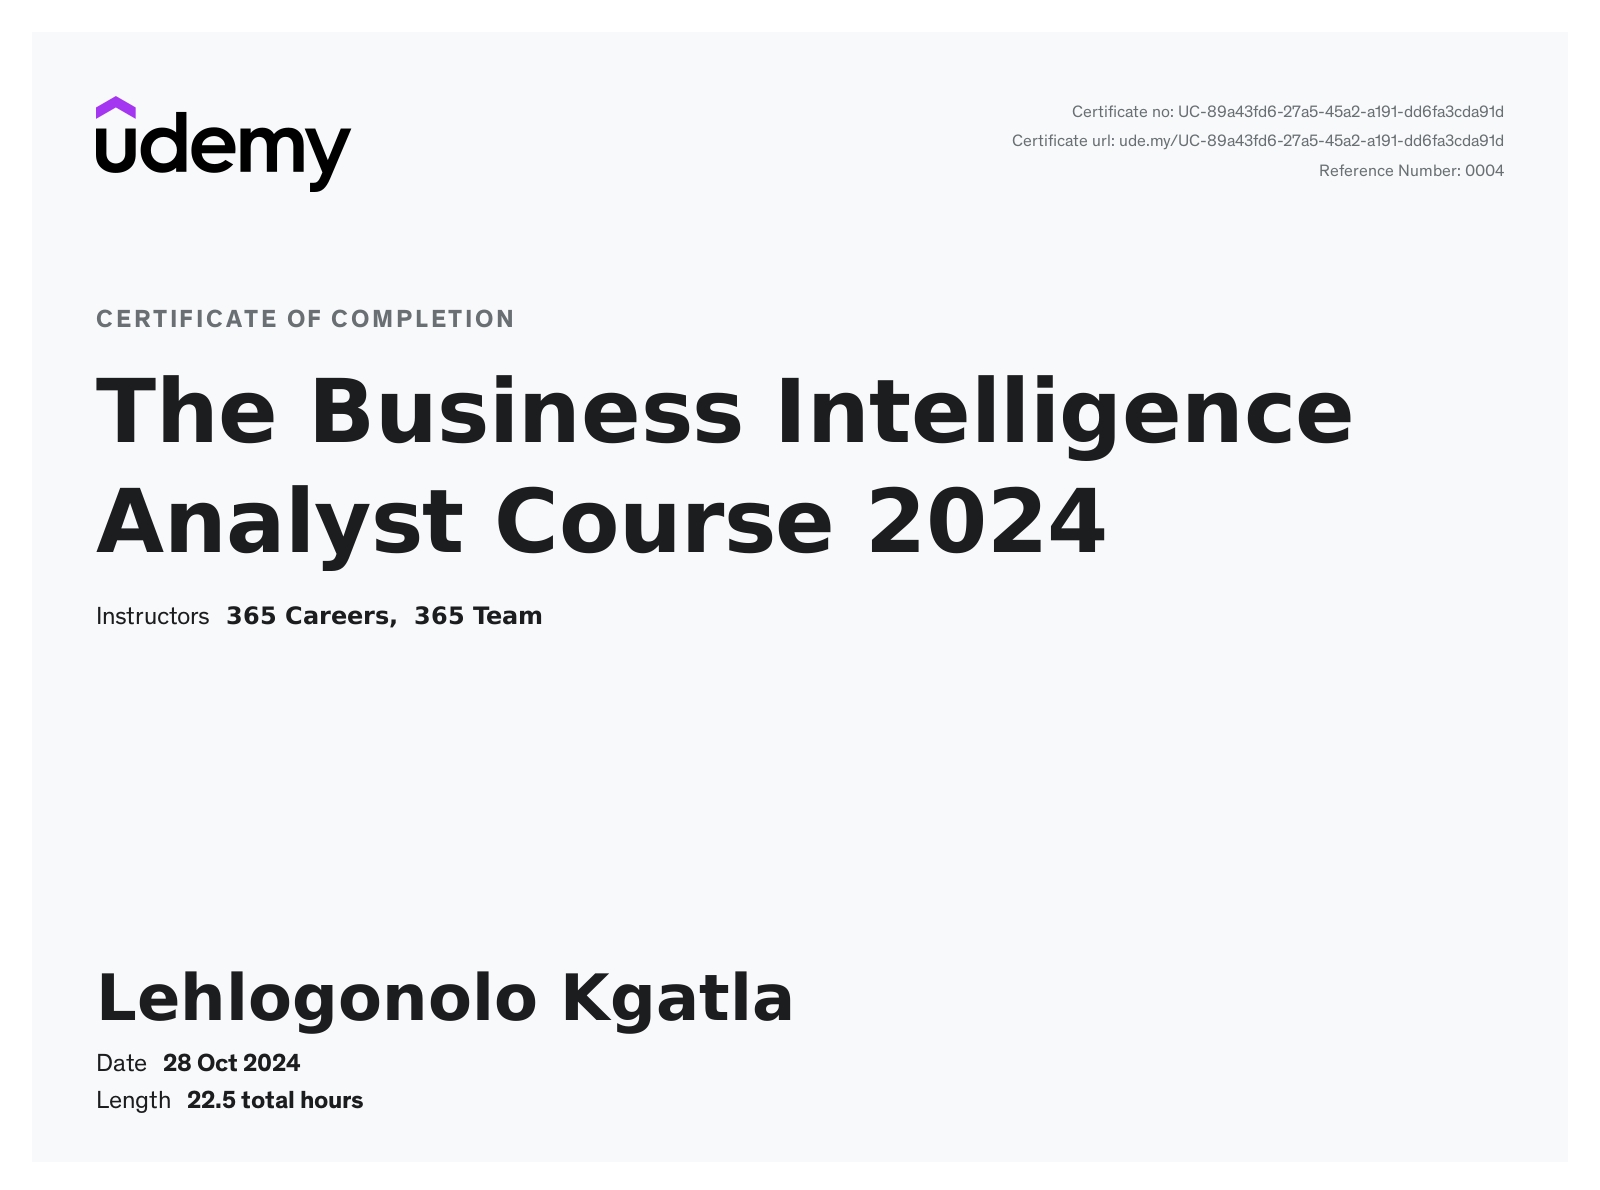 udemy
Certificate no: UC-89a43fd6-27a5-45a2-a191-dd6fa3cda91d
Certificate url: ude.my/UC-89a43fd6-27a5-45a2-a191-dd6fa3cda91d
Reference Number: 0004
CERTIFICATE OF COMPLETION
The Business Intelligence
Analyst Course 2024
Instructors 365 Careers, 365 Team
Lehlogonolo Kgatla
Date 28 Oct 2024
Length 22.5 total hours